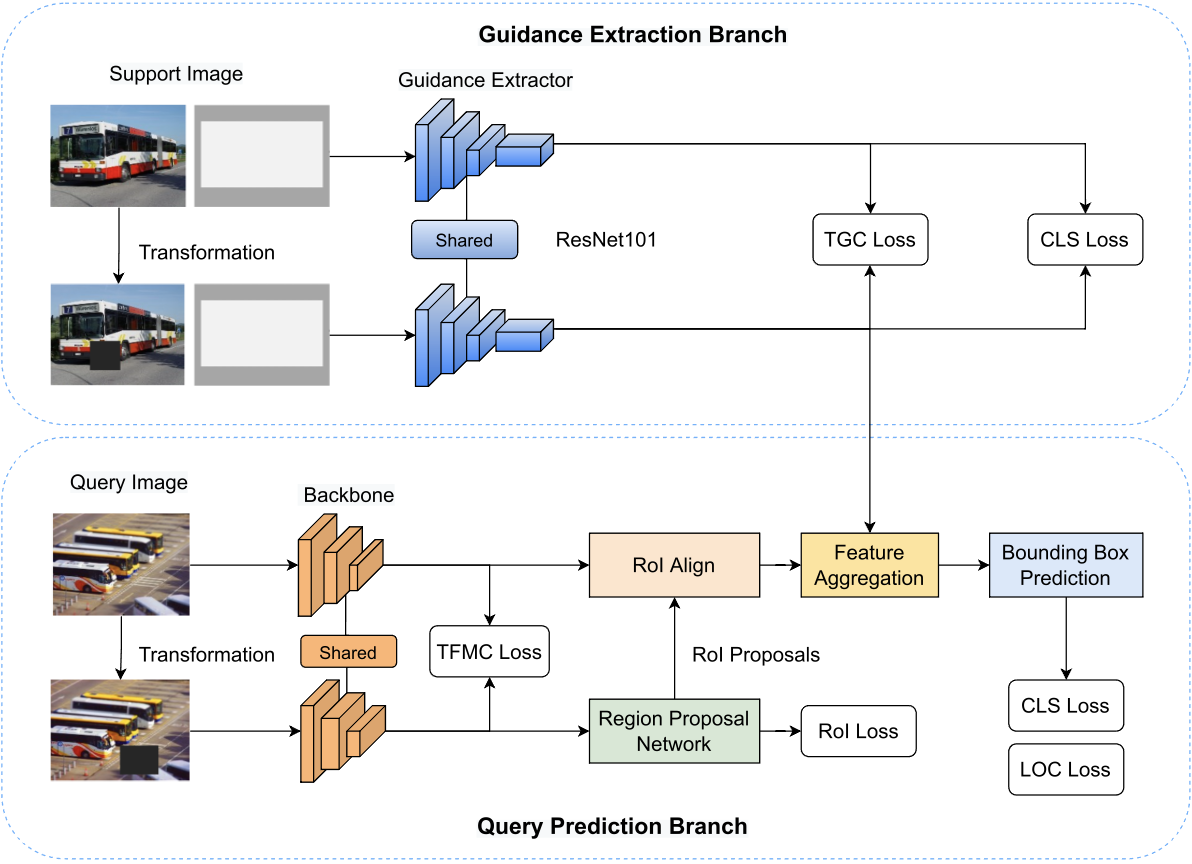 Guidance Extraction Branch
Support Image
Guidance Extractor
Transformation
Shared
ResNet101
TGC Loss
CLS Loss
Query Image
Backbone
RoI Align
Feature
Aggregation
Bounding Box
Prediction
Transformation
Shared
TFMC Loss
RoI Proposals
Region Proposal
Network
RoI Loss
CLS Loss
LOC Loss
Query Prediction Branch